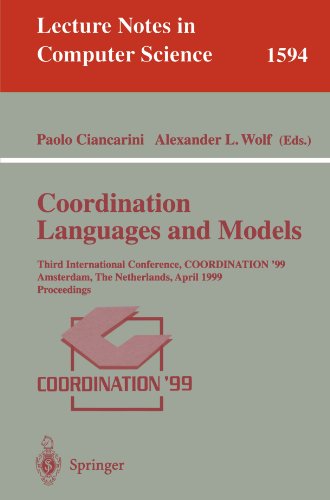 Lecture Notes in
Computer Science 1594
Paolo Ciancarini Alexander L. Wolf (Eds.)
Coordination
Languages and Models
Third International Conference, COORDINATION '99
Amsterdam, The Netherlands, April 1999
Proceedings
COORDINATION '99
Springer